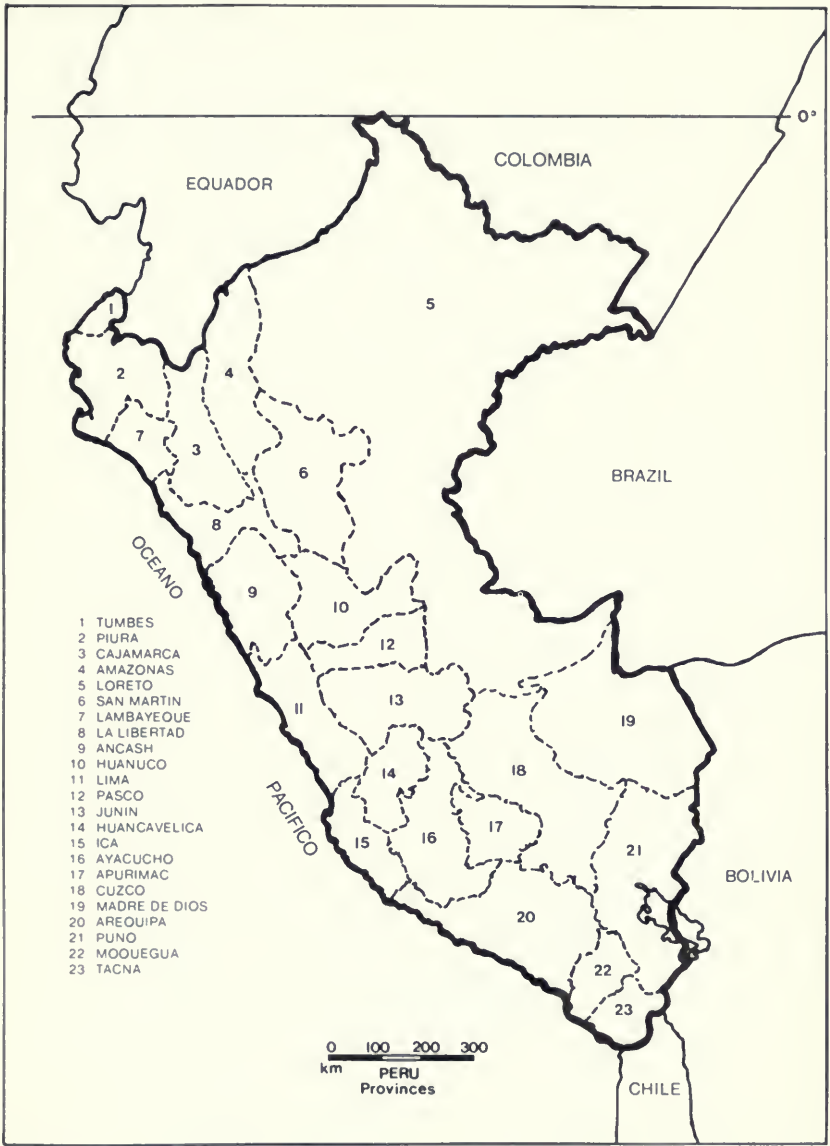 0°
COLOMBIA
EQUADOR
5
1
2
4
7
3
6
BRAZIL
8
OCEANO
9
10
12
11
13
19
18
14
PACIFICO
17
15
16
21
BOLIVIA
20
22
23
1 TUMBES
2 PIURA
3 CAJAMARCA
4 AMAZONAS
5 LORETO
6 SAN MARTIN
7 LAMBAYEQUE
8 LA LIBERTAD
9 ANCASH
10 HUANUCO
11 LIMA
12 PASCO
13 JUNIN
14 HUANCAVELICA
15 ICA
16 AYACUCHO
17 APURIMAC
18 CUZCO
19 MADRE DE DIOS
20 AREQUIPA
21 PUNO
22 MOQUEGUA
23 TACNA
0 100 200 300
km
PERU
Provinces
CHILE